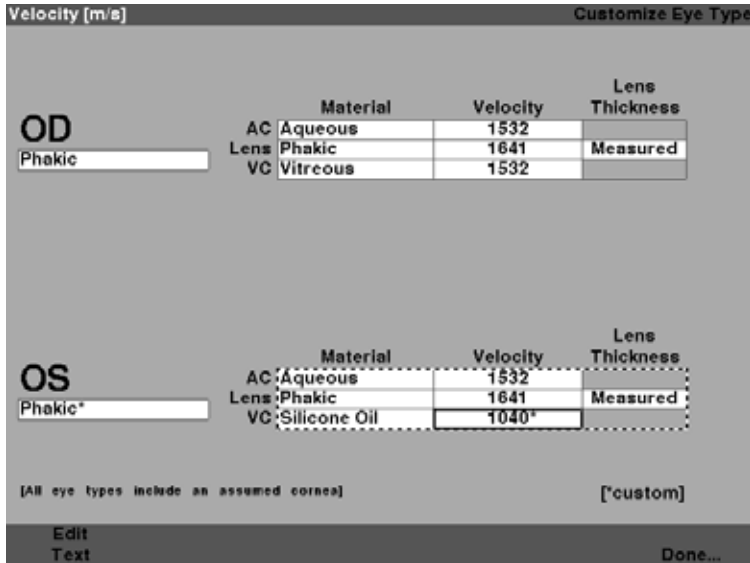 Velocity [m/s] Customize Eye Type
Lens
Material Velocity Thickness
OD
AC Aqueous 1532
Phakic
Lens Phakic 1641 Measured
VC Vitreous 1532
Lens
Material Velocity Thickness
OS
AC Aqueous 1532
Phakic*
Lens Phakic 1641 Measured
VC Silicone Oil 1040*
[All eye types include an assumed cornea] [*custom]
Edit
Text Done...